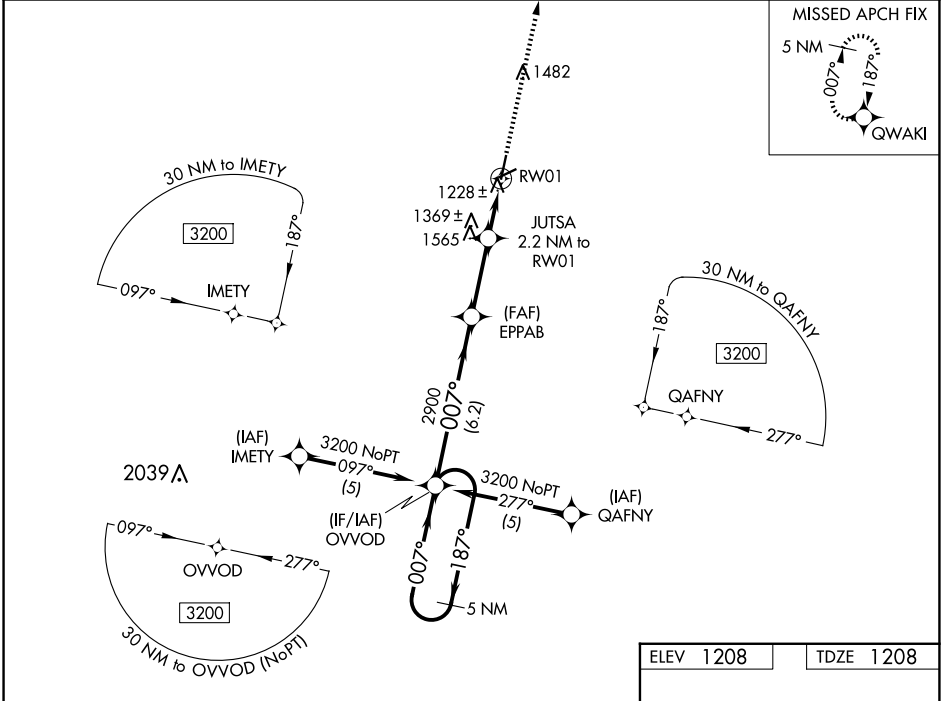 MISSED APCH FIX
5 NM
007°
187°
QWAKI
1482
30 NM to IMETY
3200
187°
097°
IMETY
RW01
1228 ±
1369 ±
1565
JUTSA
2.2 NM to
RW01
(FAF)
EPPAB
30 NM to QAFNY
187°
3200
QAFNY
277°
2900
007°
(6.2)
(IAF)
IMETY
3200 NoPT
097°
(5)
2039
3200 NoPT
277°
(5)
(IAF)
QAFNY
(IF/IAF)
OVVOD
007°
187°
5 NM
097°
OVVOD
277°
3200
30 NM to OVVOD (NoPT)
ELEV 1208
TDZE 1208